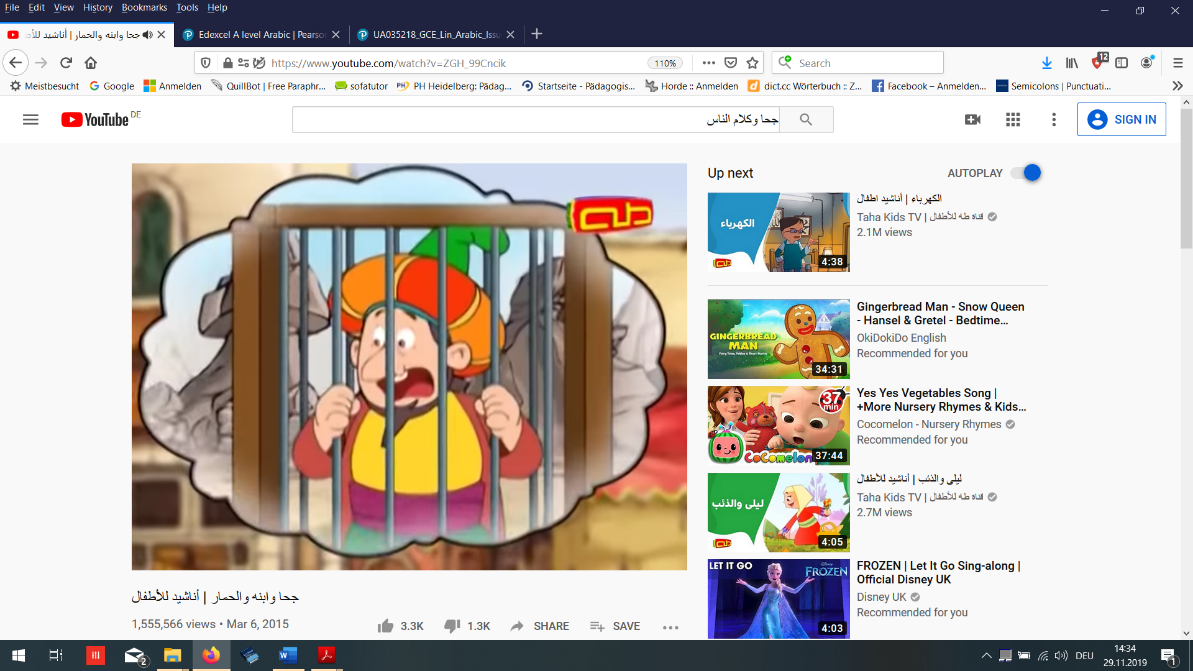 File Edit View History Bookmarks Tools Help
جحا وابنه والحمار | أناشيد للأ
Edexcel A level Arabic | Pearson
UA035218_GCE_Lin_Arabic_Issu
https://www.youtube.com/watch?v=ZGH_99Cncik
110%
Search
12
Meistbesucht Google Anmelden QuillBot | Free Paraphr... sofatutor PH Heidelberg: Pädag... Startseite - Pädagogis... Horde :: Anmelden dict.cc Wörterbuch :: Z... Facebook – Anmelden... Semicolons | Punctuati...
YouTube DE
جحا وكلام الناس
SIGN IN
طه
جحا وابنه والحمار | أناشيد للأطفال
1,555,566 views • Mar 6, 2015
3.3K 1.3K SHARE SAVE
Up next
AUTOPLAY
الكهرباء
4:38
الكهرباء | أناشيد اطفال
Taha Kids TV | قناة طه للأطفال
2.1M views
GINGERBREAD MAN
34:31
Gingerbread Man - Snow Queen
- Hansel & Gretel - Bedtime...
OkiDokiDo English
Recommended for you
37 min
CoComelon
37:44
Yes Yes Vegetables Song |
+More Nursery Rhymes & Kids...
Cocomelon - Nursery Rhymes
Recommended for you
ليلى والذئب
4:05
ليلى والذئب | أناشيد للأطفال
Taha Kids TV | قناة طه للأطفال
2.7M views
LET IT GO
FROZEN
4:03
FROZEN | Let It Go Sing-along |
Official Disney UK
Disney UK
Recommended for you
2
DEU
14:34
29.11.2019
1